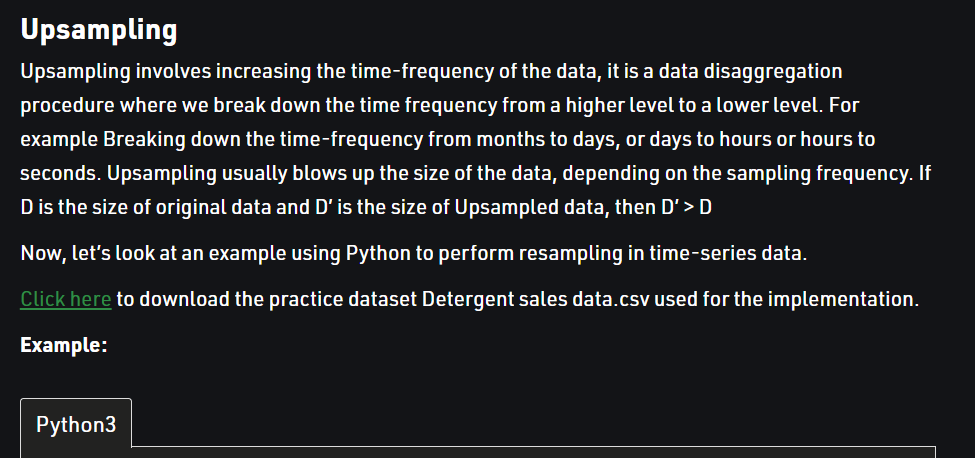 Upsampling
Upsampling involves increasing the time-frequency of the data, it is a data disaggregation
procedure where we break down the time frequency from a higher level to a lower level. For
example Breaking down the time-frequency from months to days, or days to hours or hours to
seconds. Upsampling usually blows up the size of the data, depending on the sampling frequency. If
D is the size of original data and D′ is the size of Upsampled data, then D′ > D
Now, let’s look at an example using Python to perform resampling in time-series data.
Click here to download the practice dataset Detergent sales data.csv used for the implementation.
Example:
Python3